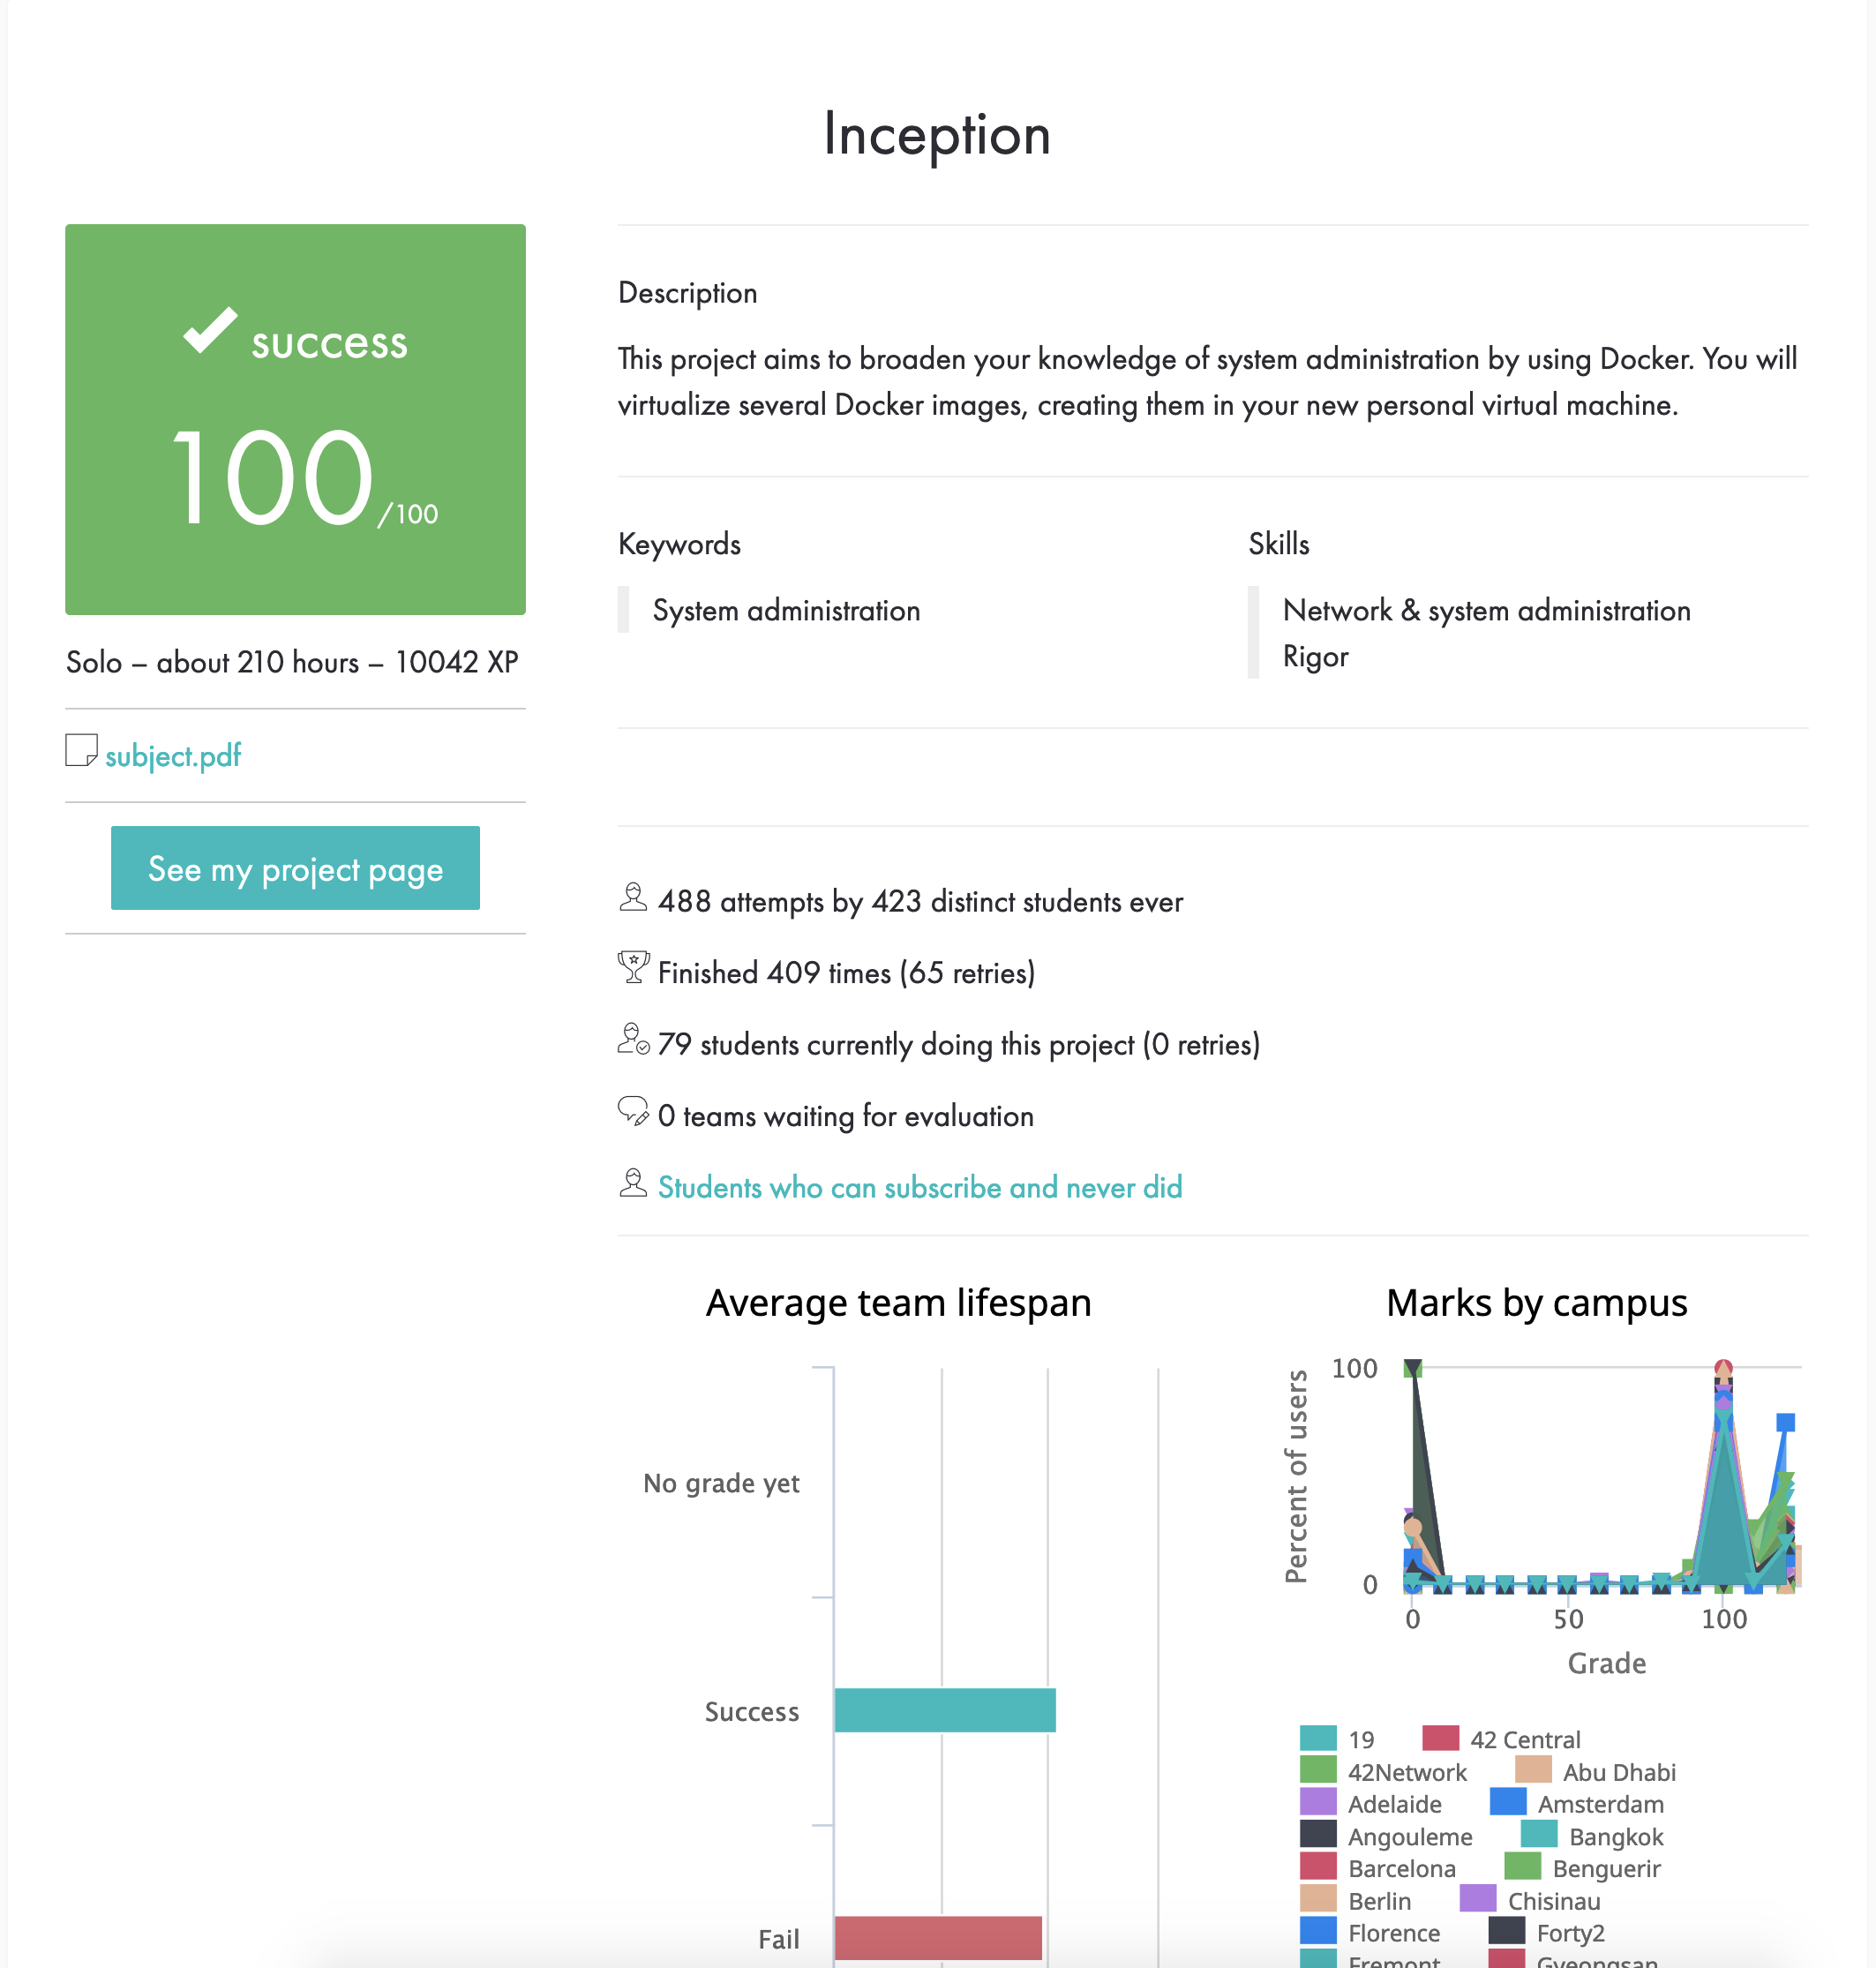 Inception
success
100/100
Solo – about 210 hours – 10042 XP
subject.pdf
See my project page
Description
This project aims to broaden your knowledge of system administration by using Docker. You will
virtualize several Docker images, creating them in your new personal virtual machine.
Keywords
System administration
Skills
Network & system administration
Rigor
488 attempts by 423 distinct students ever
Finished 409 times (65 retries)
79 students currently doing this project (0 retries)
0 teams waiting for evaluation
Students who can subscribe and never did
Average team lifespan
No grade yet
Success
Fail
Marks by campus
Percent of users
100
0
0 50 100
Grade
19 42 Central
42Network Abu Dhabi
Adelaide Amsterdam
Angouleme Bangkok
Barcelona Benguerir
Berlin Chisinau
Florence Forty2
Fremont Gyeongsan